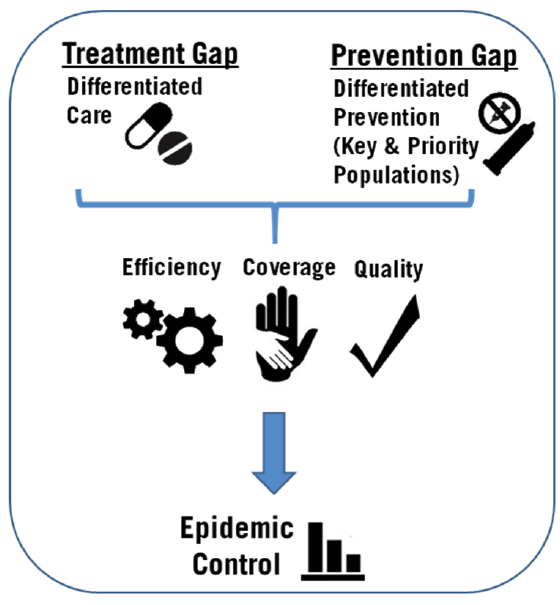 Treatment Gap
Differentiated
Care
Prevention Gap
Differentiated
Prevention
(Key & Priority
Populations)
Efficiency
Coverage
Quality
Epidemic
Control